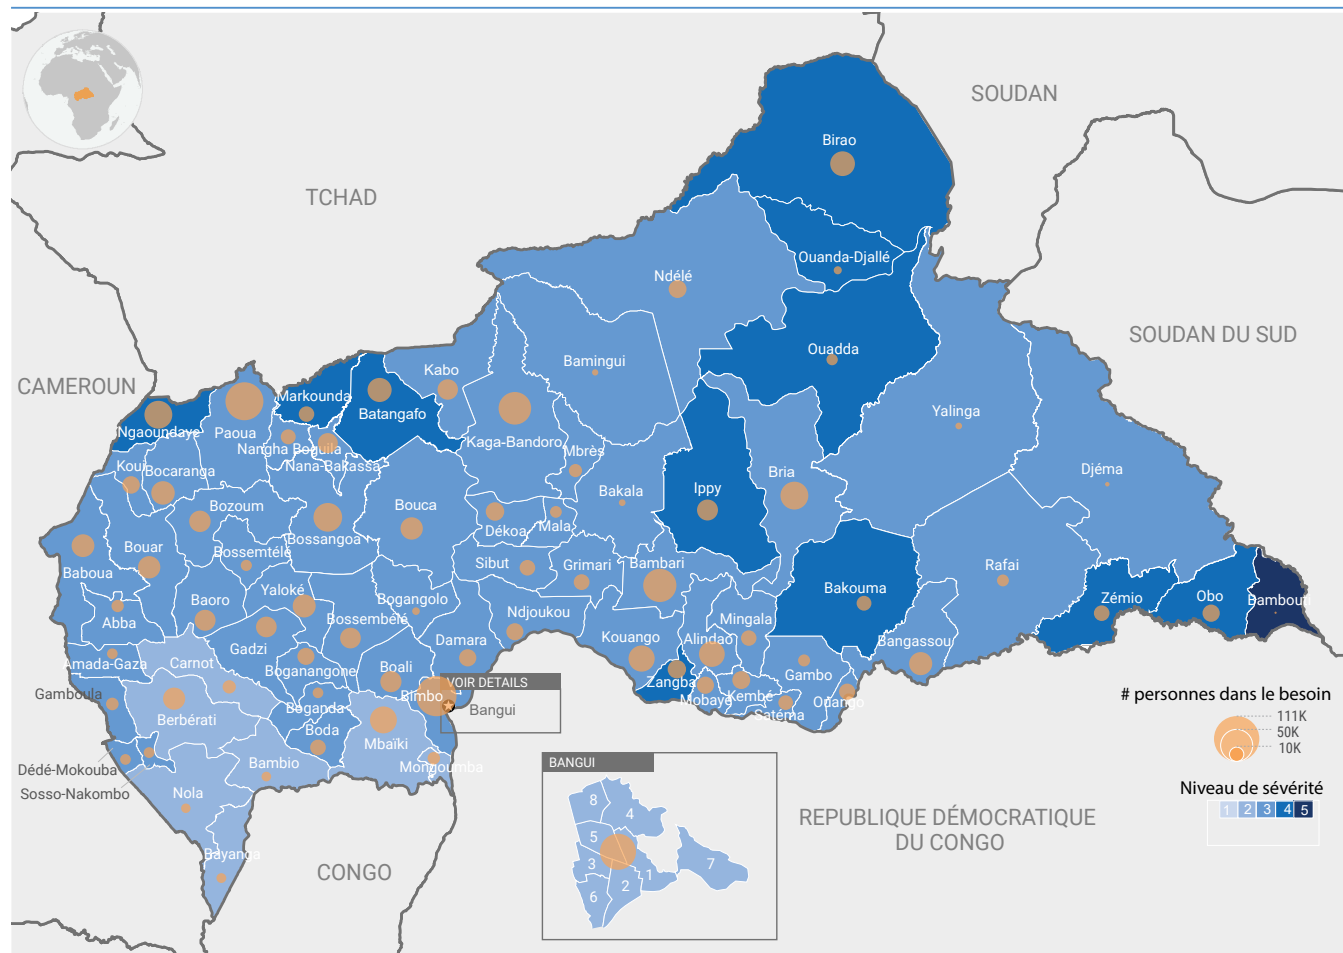 SOUDAN
Birao
TCHAD
Ouanda-Djallé
Ndélé
SOUDAN DU SUD
Ouadda
Bamingui
Kabo
CAMEROUN
Markounda
Batangafo
Yalinga
Ngaoundaye
Paoua
Kaga-Bandoro
Nangha Boguila
Mbrès
Nana-Bakassa
Koui
Bocaranga
Djéma
Bria
Ippy
Bakala
Bouca
Bozoum
Dékoa
Mala
Bossangoa
Bouar
Bossemtélé
Sibut
Grimari
Bambari
Rafaï
Baboua
Yaloké
Bakouma
Zémio
Obo
Bambouti
Baoro
Bogangolo
Ndjoukou
Abba
Bossembélé
Mingala
Kouango
Alindao
Bangassou
Damara
Gadzi
Amada-Gaza
Carnot
Boganangone
Boali
Gambo
Zangba
VOIR DETAILS
Gamboula
Bimbo
Mobaye
Kembé
Ouango
Boganda
Bangui
Satéma
Berbérati
Boda
Mbaïki
# personnes dans le besoin
111K
50K
10K
Dédé-Mokouba
Bambio
Mongoumba
BANGUI
Sosso-Nakombo
Nola
Niveau de sévérité
1 2 3 4 5
8
4
REPUBLIQUE DÉMOCRATIQUE
DU CONGO
5
Bayanga
3
7
CONGO
1
2
6